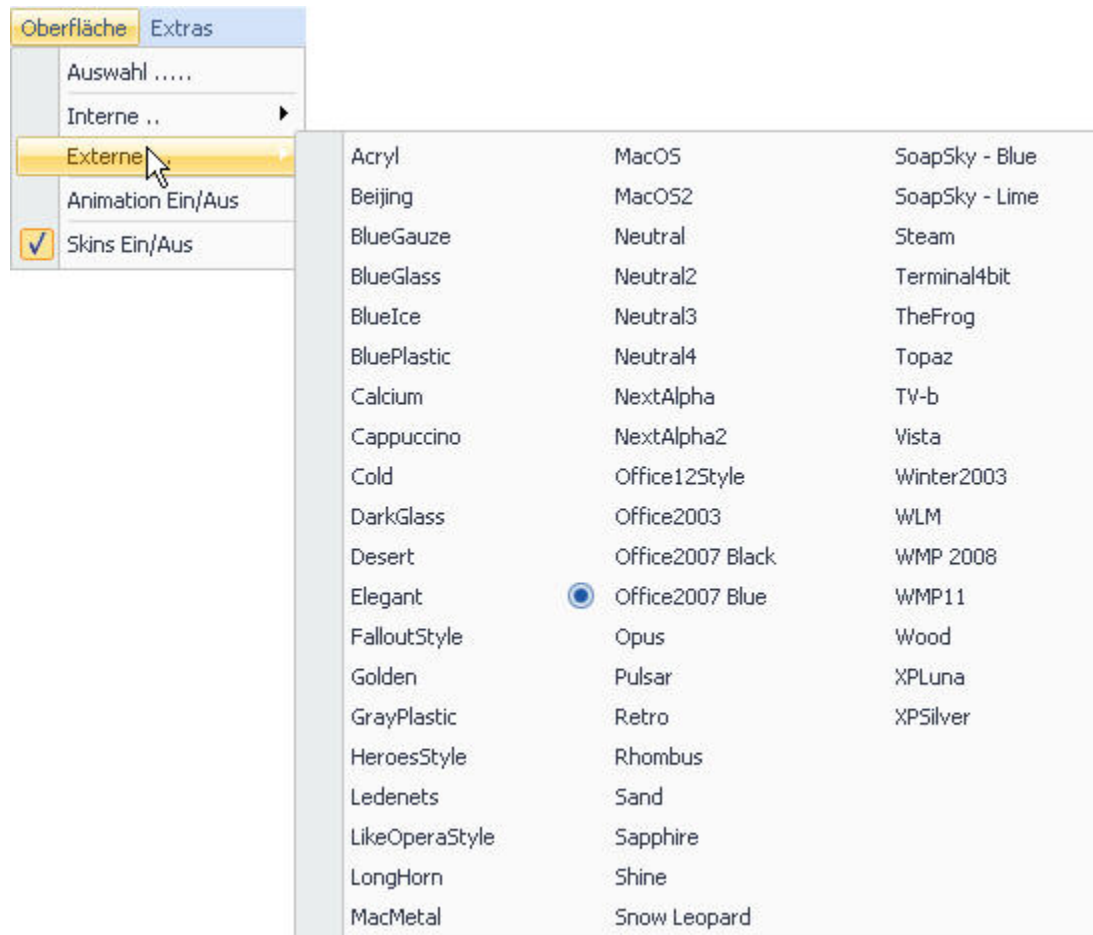 Oberfläche Extras
Auswahl .....
Interne ..
Externe ..
Animation Ein/Aus
Skins Ein/Aus
Acryl
Beijing
BlueGauze
BlueGlass
BlueIce
BluePlastic
Calcium
Cappuccino
Cold
DarkGlass
Desert
Elegant
FalloutStyle
Golden
GrayPlastic
HeroesStyle
Ledenets
LikeOperaStyle
LongHorn
MacMetal
MacOS
MacOS2
Neutral
Neutral2
Neutral3
Neutral4
NextAlpha
NextAlpha2
Office12Style
Office2003
Office2007 Black
Office2007 Blue
Opus
Pulsar
Retro
Rhombus
Sand
Sapphire
Shine
Snow Leopard
SoapSky - Blue
SoapSky - Lime
Steam
Terminal4bit
TheFrog
Topaz
TV-b
Vista
Winter2003
WLM
WMP 2008
WMP11
Wood
XPLuna
XPSilver